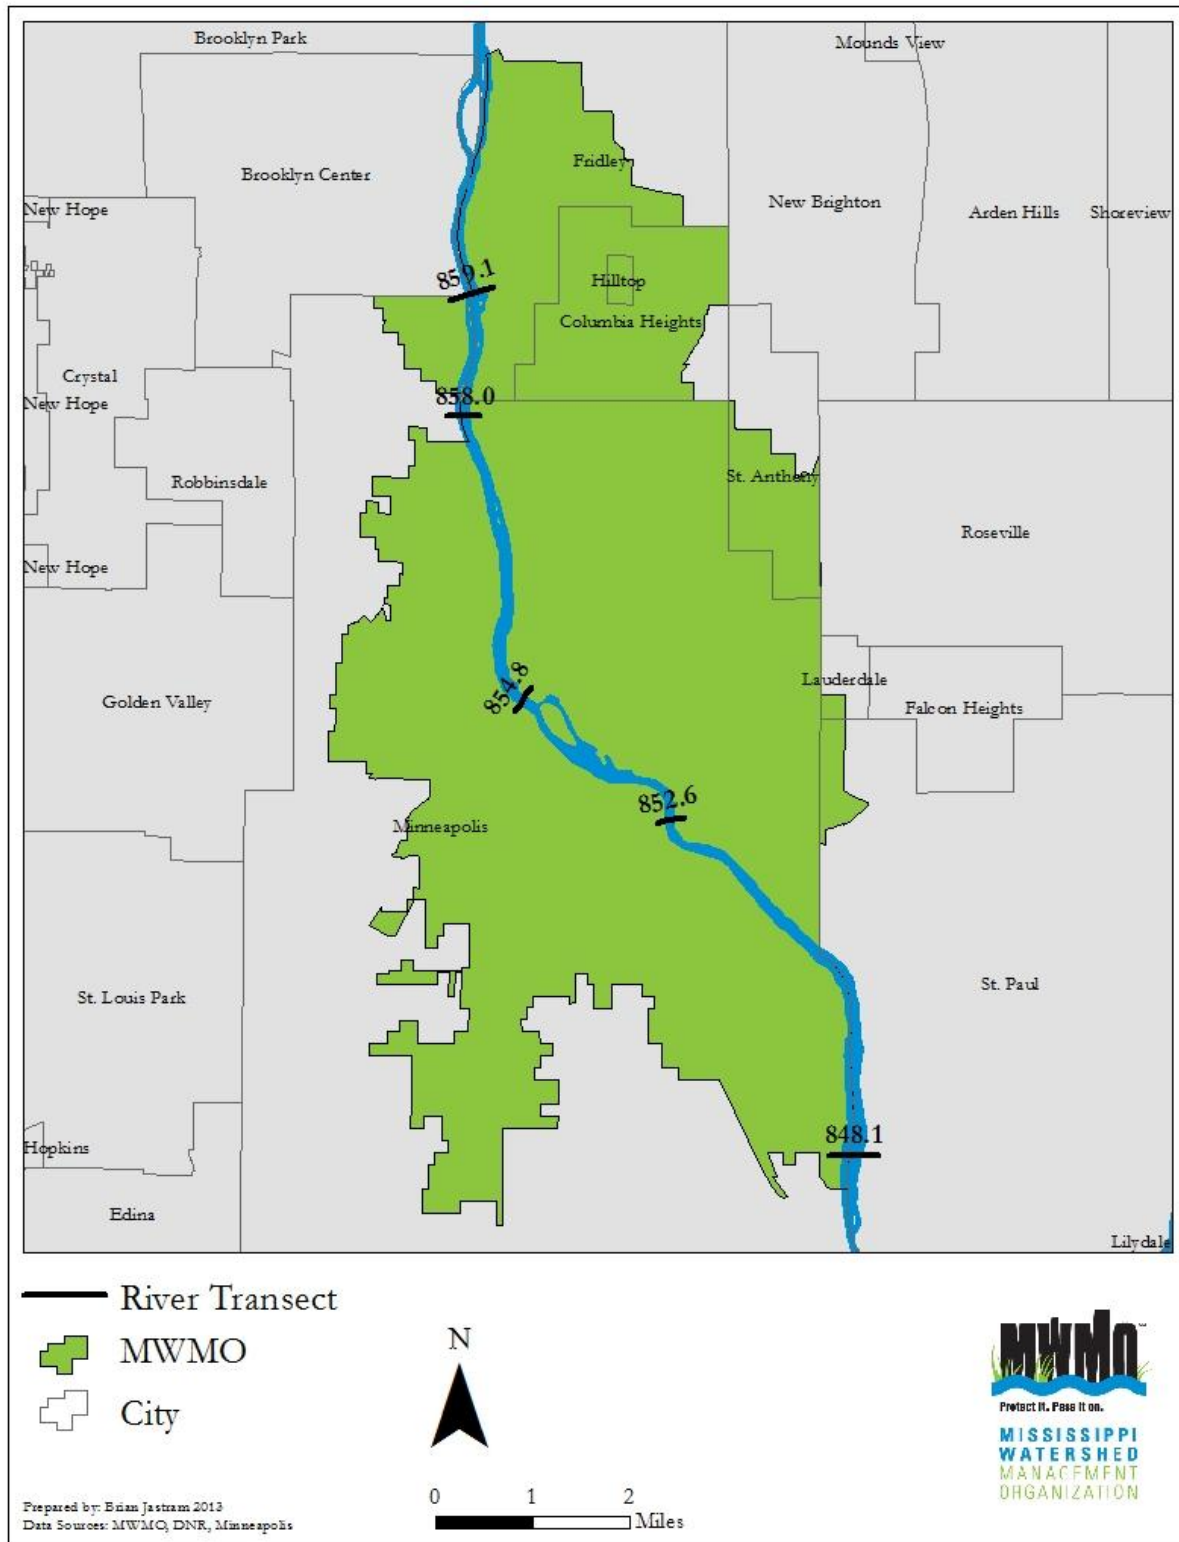 Brooklyn Park
Mounds View
Fridley
Brooklyn Center
New Hope
New Brighton
Arden Hills
Shoreview
859.1
Hilltop
Columbia Heights
Crystal
New Hope
858.0
Robbinsdale
St. Anthony
Roseville
New Hope
854.8
Lauderdale
Golden Valley
Falcon Heights
852.6
Minneapolis
St. Louis Park
St. Paul
848.1
Hopkins
Edina
Lilydale
River Transect
MWMO
City
N
0 1 2
Miles
Prepared by: Brian Jastram 2013
Data Sources: MWMO, DNR, Minneapolis
MWMO
Protect it. Pass it on.
MISSISSIPPI
WATERSHED
MANAGEMENT
ORGANIZATION